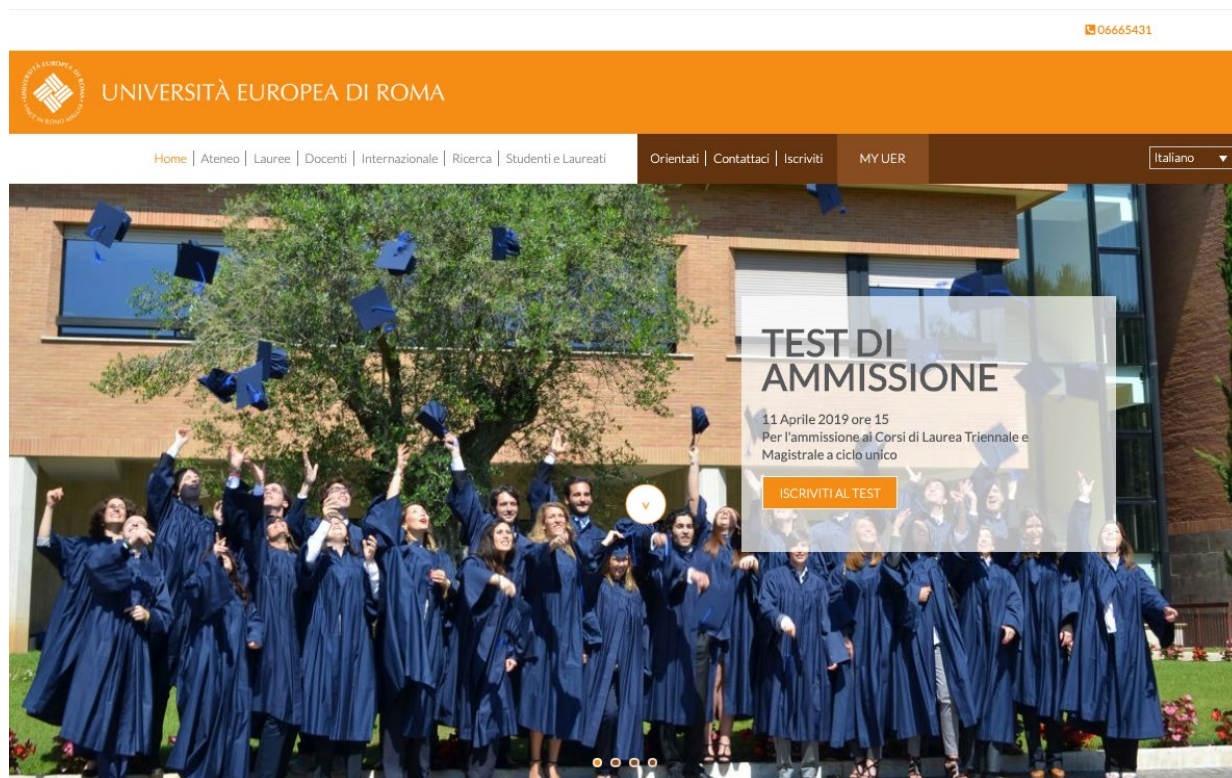 06665431
UNIVERSITÀ EUROPEA DI ROMA
Home | Ateneo | Lauree | Docenti | Internazionale | Ricerca | Studenti e Laureati
Orientati | Contattaci | Iscriviti
MY UER
Italiano
TEST DI
AMMISSIONE
11 Aprile 2019 ore 15
Per l'ammissione ai Corsi di Laurea Triennale e
Magistrale a ciclo unico
ISCRIVITI AL TEST